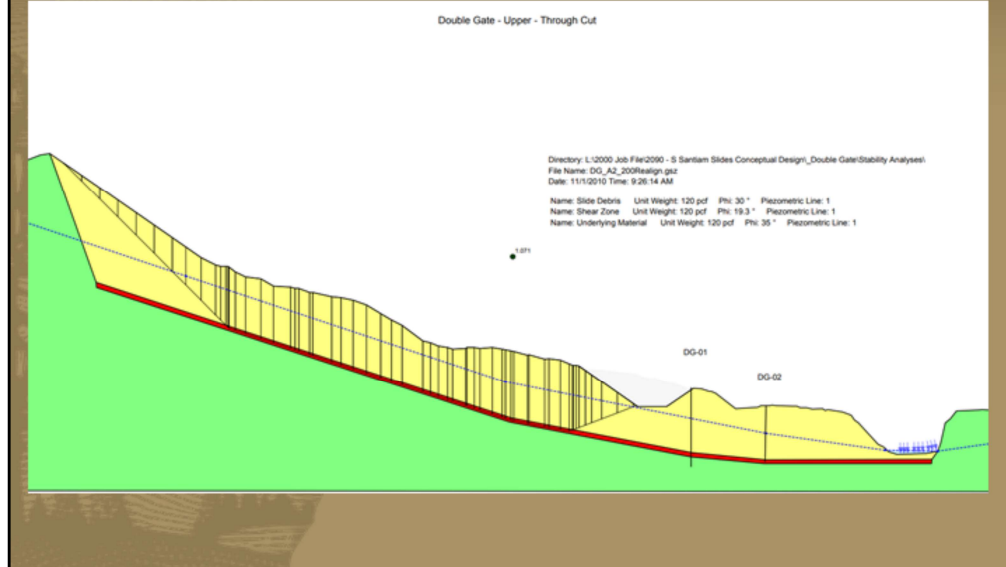 Double Gate - Upper - Through Cut
Directory: L:\2000 Job File\2090 - S Santiam Slides Conceptual Design\_Double Gate\Stability Analyses\
File Name: DG_A2_200Realign.gsz
Date: 11/1/2010 Time: 9:26:14 AM
Name: Slide Debris Unit Weight: 120 pcf Phi: 30 ° Piezometric Line: 1
Name: Shear Zone Unit Weight: 120 pcf Phi: 19.3 ° Piezometric Line: 1
Name: Underlying Material Unit Weight: 120 pcf Phi: 35 ° Piezometric Line: 1
1.071
DG-01
DG-02